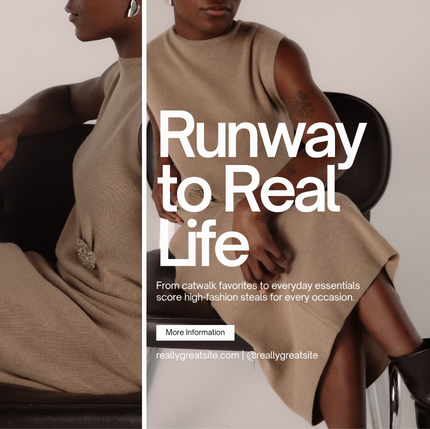 Runway
to Real
Life
From catwalk favorites to everyday essentials
score high-fashion steals for every occasion.
More Information
reallygreatsite.com | @reallygreatsite